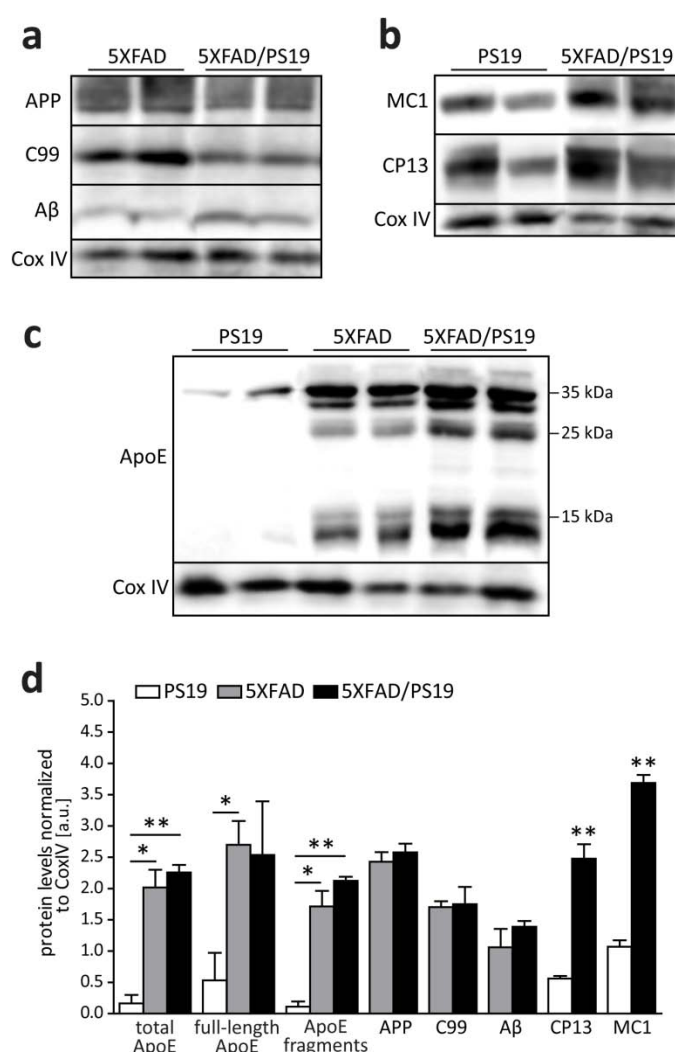 a
5XFAD 5XFAD/PS19
APP
C99
Aβ
Cox IV
b
PS19 5XFAD/PS19
MC1
CP13
Cox IV
c
PS19 5XFAD 5XFAD/PS19
35 kDa
25 kDa
ApoE
15 kDa
Cox IV
d
PS19 5XFAD 5XFAD/PS19
protein levels normalized
to CoxIV [a.u.]
5.0
4.5
4.0
3.5
3.0
2.5
2.0
1.5
1.0
0.5
0.0
**
*
*
**
*
**
**
total
ApoE
full-length
ApoE
ApoE
fragments
APP
C99
Aβ
CP13
MC1